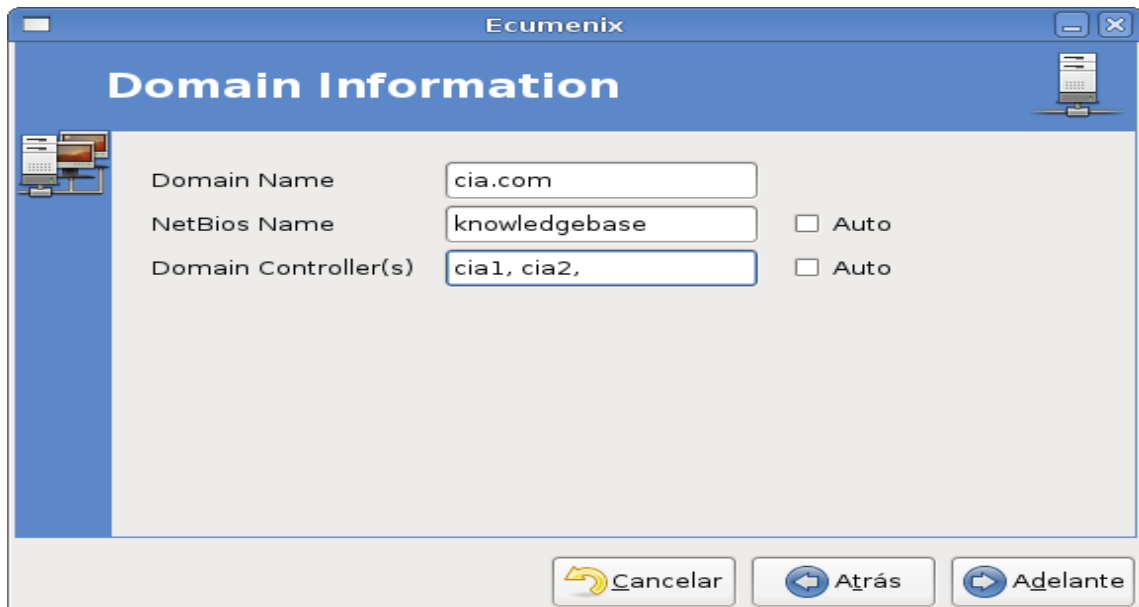 Ecumenix
Domain Information
Domain Name cia.com
NetBios Name knowledgebase Auto
Domain Controller(s) cia1, cia2, Auto
Cancelar Atrás Adelante